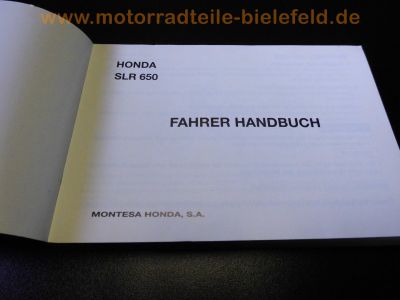 www.motorradteile-bielefeld.de
HONDA
SLR 650
FAHRER HANDBUCH
MONTESA HONDA, S.A.